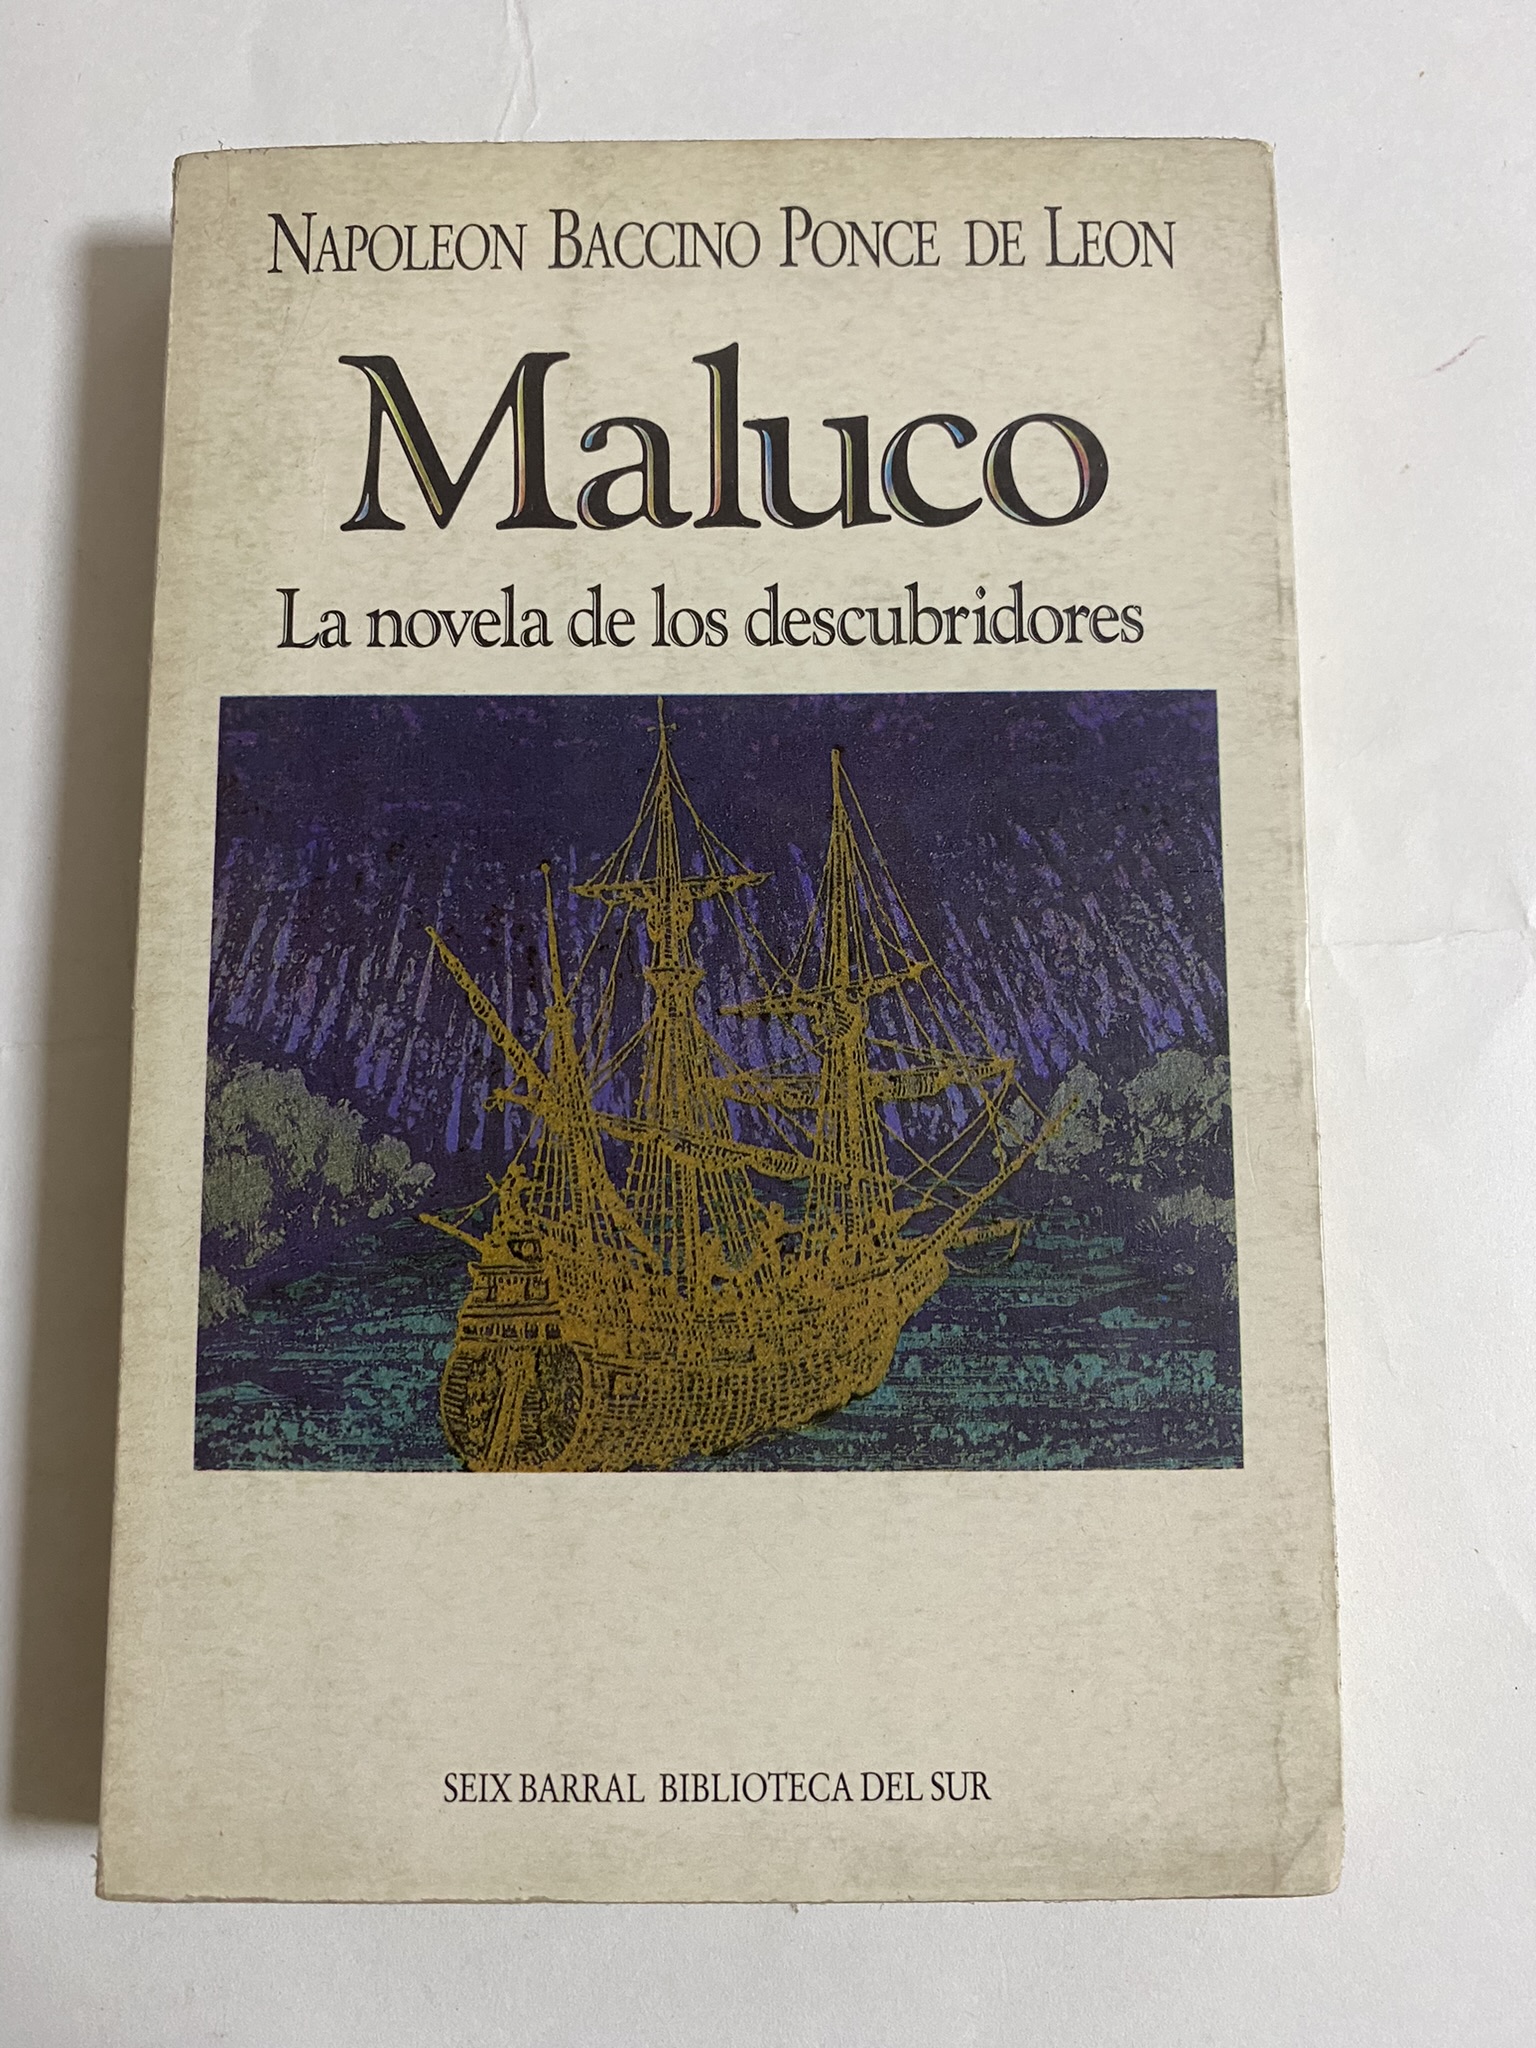 NAPOLEON BACCINO PONCE DE LEON
Maluco
La novela de los descubridores
SEIX BARRAL BIBLIOTECA DEL SUR